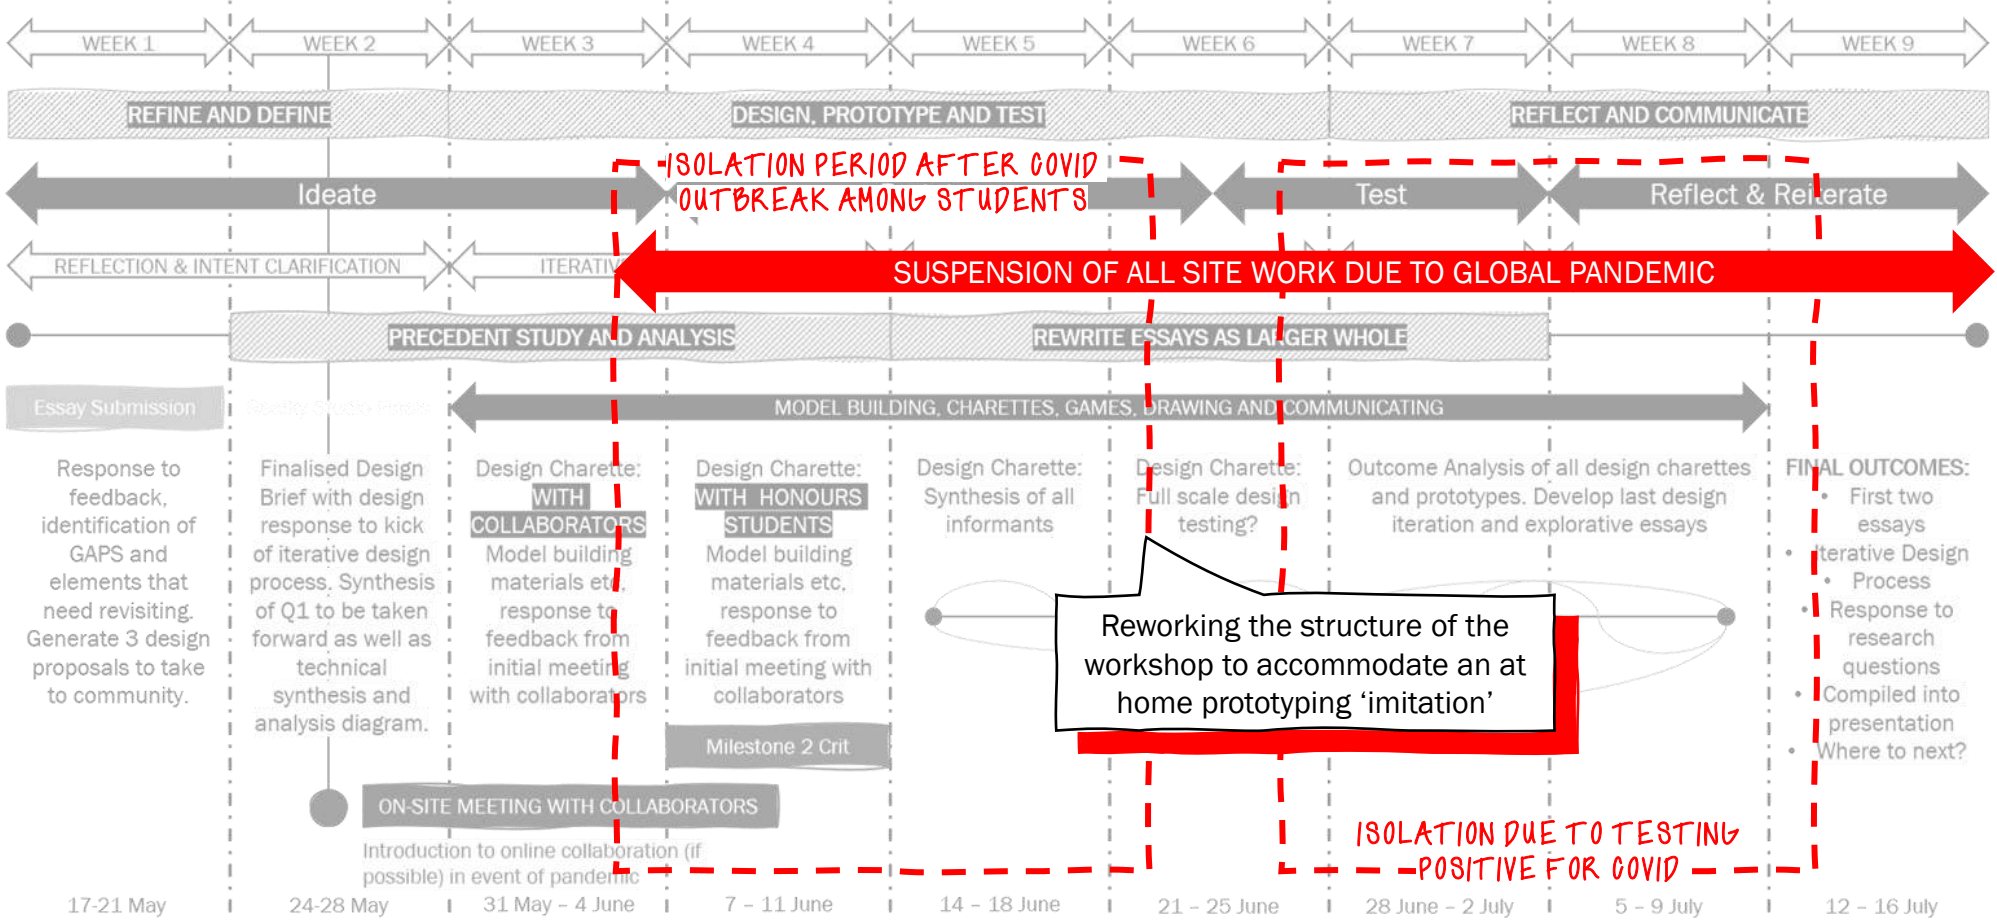 WEEK 1
WEEK 2
WEEK 3
WEEK 4
WEEK 5
WEEK 6
WEEK 7
WEEK 8
WEEK 9
REFINE AND DEFINE
DESIGN, PROTOTYPE AND TEST
REFLECT AND COMMUNICATE
ISOLATION PERIOD AFTER COVID
OUTBREAK AMONG STUDENTS
Ideate
Test
Reflect & Reiterate
REFLECTION & INTENT CLARIFICATION
SUSPENSION OF ALL SITE WORK DUE TO GLOBAL PANDEMIC
PRECEDENT STUDY AND ANALYSIS
REWRITE ESSAYS AS LARGER WHOLE
Essay Submission
MODEL BUILDING, CHARETTES, GAMES, DRAWING AND COMMUNICATING
Response to
feedback,
identification of
GAPS and
elements that
need revisiting.
Generate 3 design
proposals to take
to community.
Finalised Design
Brief with design
response to kick
of iterative design
process. Synthesis
of Q1 to be taken
forward as well as
technical
synthesis and
analysis diagram.
Design Charette:
WITH
COLLABORATORS
Model building
materials etc,
response to
feedback from
initial meeting
with collaborators
Design Charette:
WITH HONOURS
STUDENTS
Model building
materials etc,
response to
feedback from
initial meeting with
collaborators
Milestone 2 Crit
Design Charette:
Synthesis of all
informants
Design Charette:
Full scale design
testing?
Outcome Analysis of all design charettes
and prototypes. Develop last design
iteration and explorative essays
FINAL OUTCOMES:
• First two
essays
• Iterative Design
• Process
• Response to
research
questions
• Compiled into
presentation
• Where to next?
Reworking the structure of the
workshop to accommodate an at
home prototyping ‘imitation’
ON-SITE MEETING WITH COLLABORATORS
Introduction to online collaboration (if
possible) in event of pandemic
ISOLATION DUE TO TESTING
POSITIVE FOR COVID
17-21 May
24-28 May
31 May – 4 June
7 – 11 June
14 – 18 June
21 – 25 June
28 June – 2 July
5 – 9 July
12 – 16 July